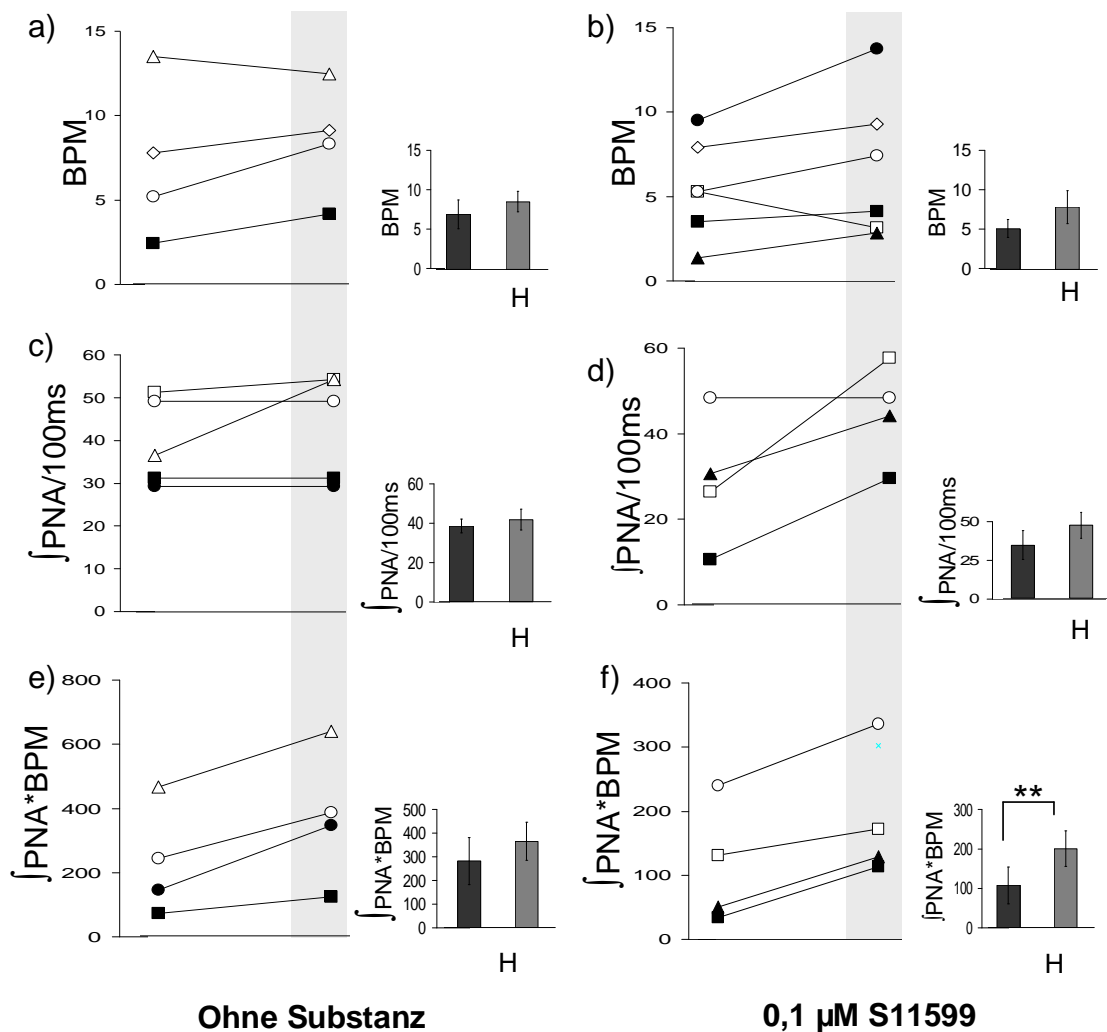 a)
BPM
15
10
5
0
BPM
15
10
5
0
H
b)
BPM
15
10
5
0
BPM
15
10
5
0
H
c)
∫PNA/100ms
60
50
40
30
20
10
0
∫PNA/100ms
60
40
20
0
H
d)
∫PNA/100ms
60
40
20
0
∫PNA/100ms
50
25
0
H
e)
∫PNA*BPM
800
600
400
200
0
∫PNA*BPM
500
400
300
200
100
0
H
f)
∫PNA*BPM
400
300
200
100
0
∫PNA*BPM
300
200
100
0
**
H
Ohne Substanz
0,1 µM S11599